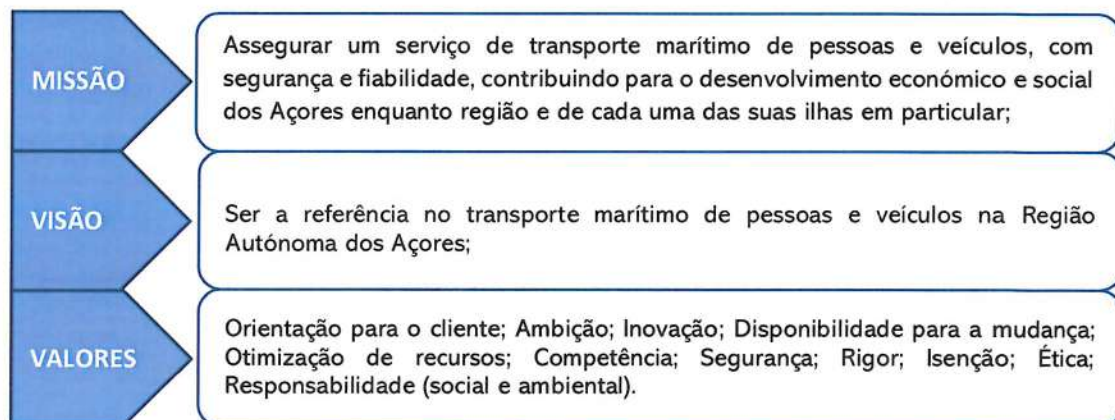 MISSÃO
Assegurar um serviço de transporte marítimo de pessoas e veículos, com
segurança e fiabilidade, contribuindo para o desenvolvimento económico e social
dos Açores enquanto região e de cada uma das suas ilhas em particular;
VISÃO
Ser a referência no transporte marítimo de pessoas e veículos na Região
Autónoma dos Açores;
VALORES
Orientação para o cliente; Ambição; Inovação; Disponibilidade para a mudança;
Otimização de recursos; Competência; Segurança; Rigor; Isenção; Ética;
Responsabilidade (social e ambiental).